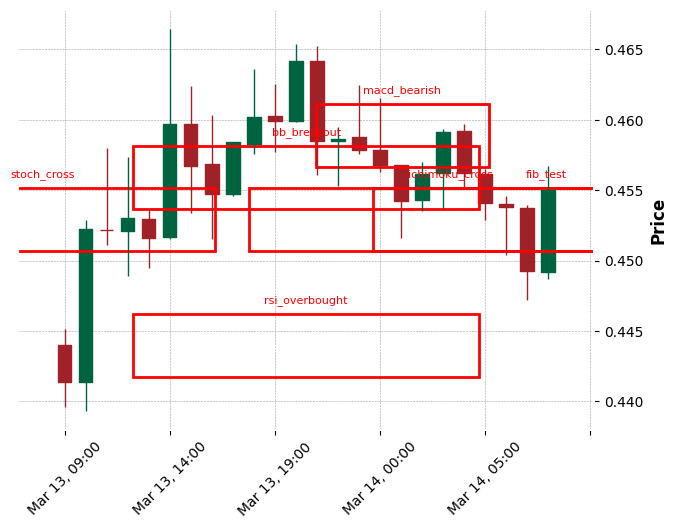 0.465
macd_bearish
0.460
bb_breakout
stoch_cross
ichimoku_cross
fib_test
0.455
Price
0.450
rsi_overbought
0.445
0.440
Mar 13, 09:00
Mar 13, 14:00
Mar 13, 19:00
Mar 14, 00:00
Mar 14, 05:00